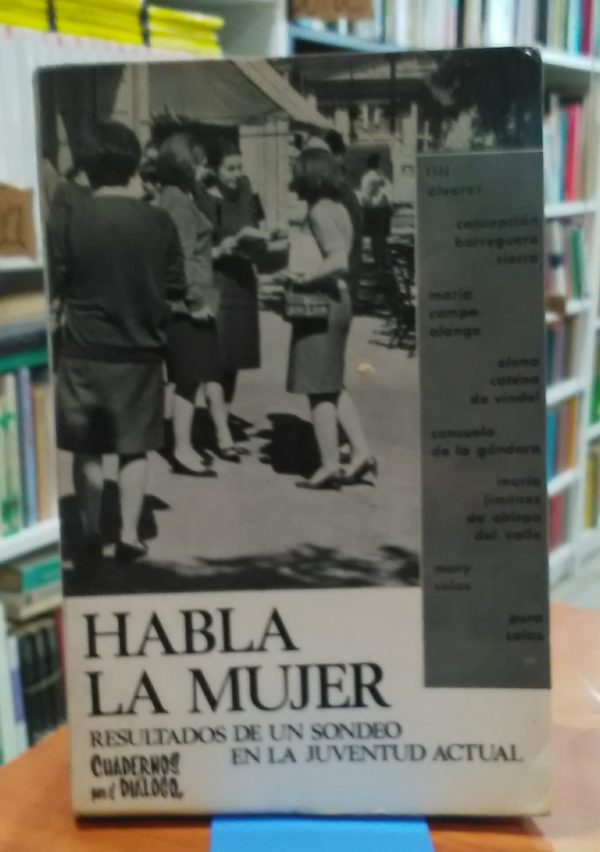 lili
alvarez
concepción
borreguero
sierra
maría
campo
alange
elena
catena
de vindel
consuelo
de la gándara
maría
jiménez
de obispo
del valle
mary
salas
pura
salas
HABLA
LA MUJER
RESULTADOS DE UN SONDEO
EN LA JUVENTUD ACTUAL
CUADERNOS
para el DIALOGO